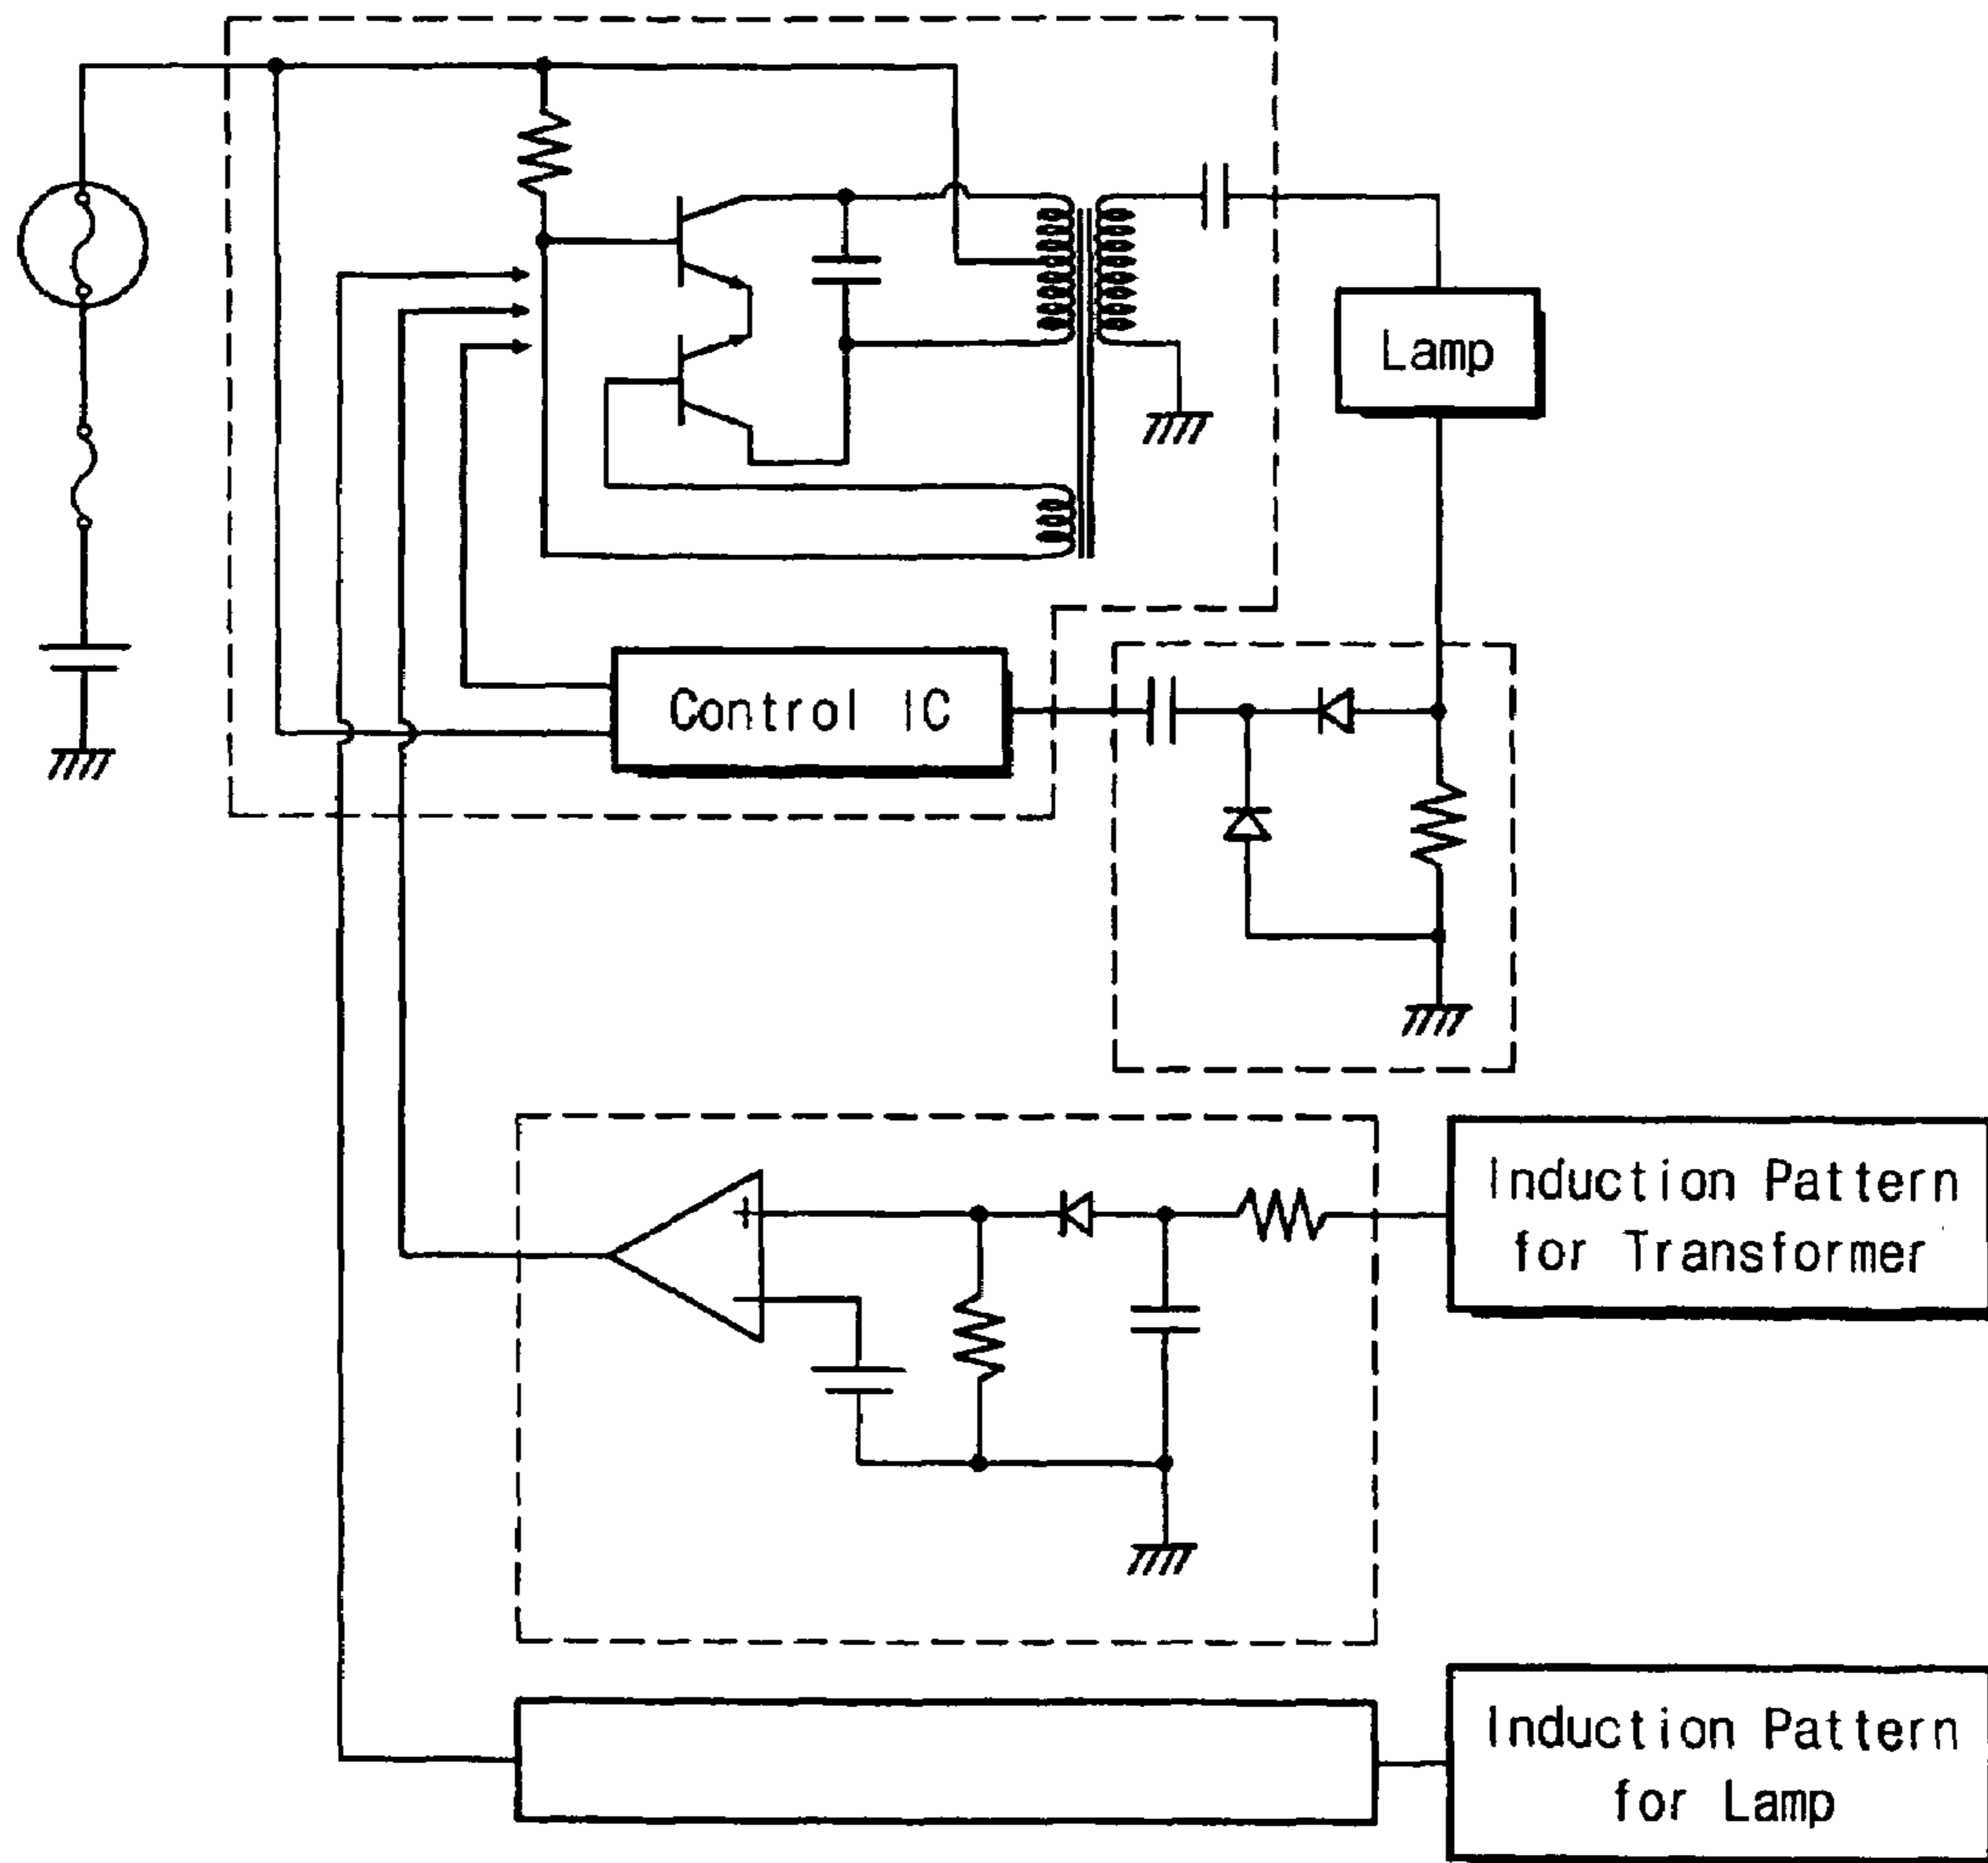 Lamp
Control IC
+
−
Induction Pattern
for Transformer
Induction Pattern
for Lamp